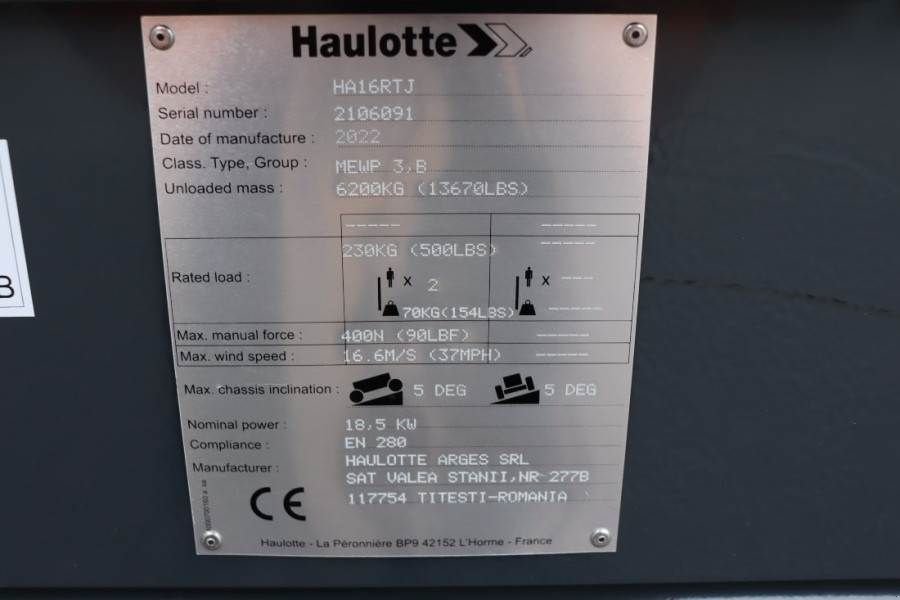 Haulotte
Model : HA16RTJ
Serial number : 2106091
Date of manufacture : 2022
Class. Type, Group : MEWP 3,B
Unloaded mass : 6200KG (13670LBS)
----- -----
230KG (500LBS) -----
Rated load : x 2 x ---
70KG(154LBS) -----
Max. manual force : 400N (90LBF) -----
Max. wind speed : 16.6M/S (37MPH) -----
Max. chassis inclination : 5 DEG 5 DEG
Nominal power : 18,5 KW
Compliance : EN 280
Manufacturer : HAULOTTE ARGES SRL
SAT VALEA STANII,NR 277B
117754 TITESTI-ROMANIA
CE
Haulotte - La Péronnière BP9 42152 L'Horme - France
B